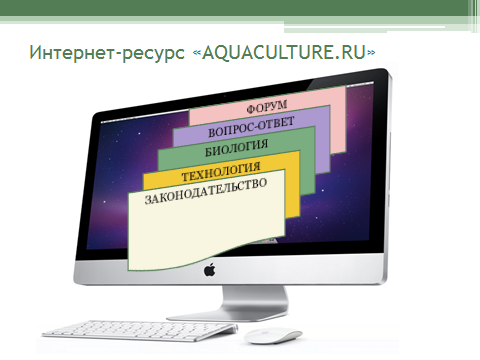 Интернет-ресурс «AQUACULTURE.RU»
ФОРУМ
ВОПРОС-ОТВЕТ
БИОЛОГИЯ
ТЕХНОЛОГИЯ
ЗАКОНОДАТЕЛЬСТВО